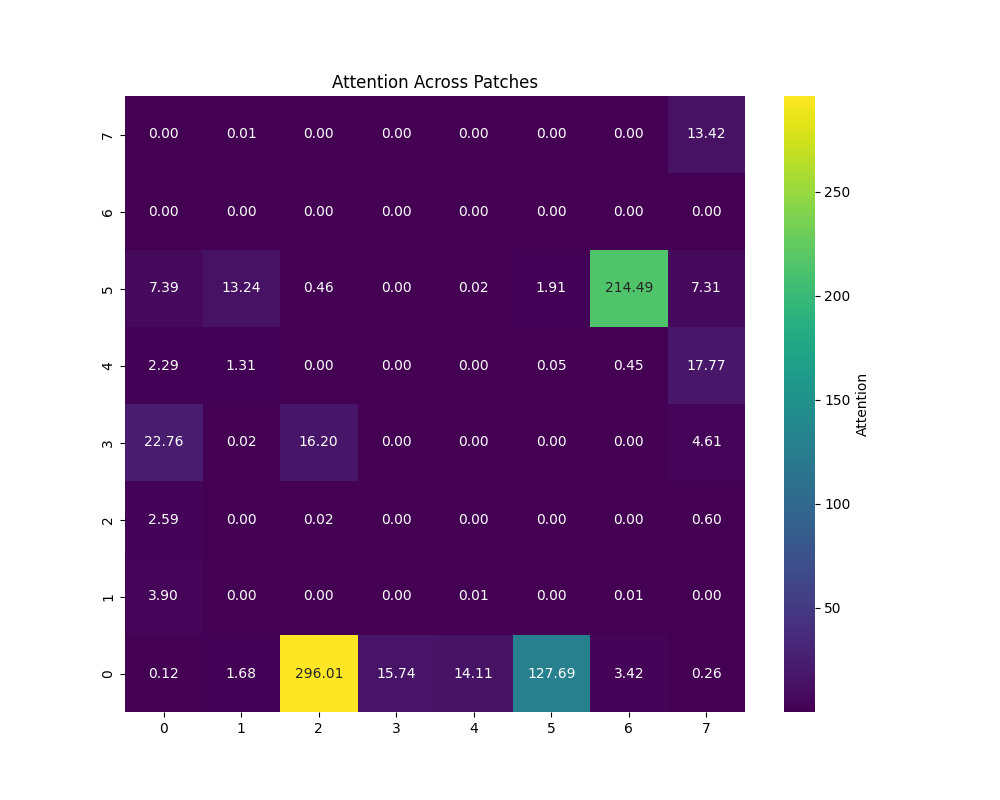 Attention Across Patches
7 0.00 0.01 0.00 0.00 0.00 0.00 0.00 13.42
6 0.00 0.00 0.00 0.00 0.00 0.00 0.00 0.00
5 7.39 13.24 0.46 0.00 0.02 1.91 214.49 7.31
4 2.29 1.31 0.00 0.00 0.00 0.05 0.45 17.77
3 22.76 0.02 16.20 0.00 0.00 0.00 0.00 4.61
2 2.59 0.00 0.02 0.00 0.00 0.00 0.00 0.60
1 3.90 0.00 0.00 0.00 0.01 0.00 0.01 0.00
0 0.12 1.68 296.01 15.74 14.11 127.69 3.42 0.26
0 1 2 3 4 5 6 7
250
200
150
100
50
Attention